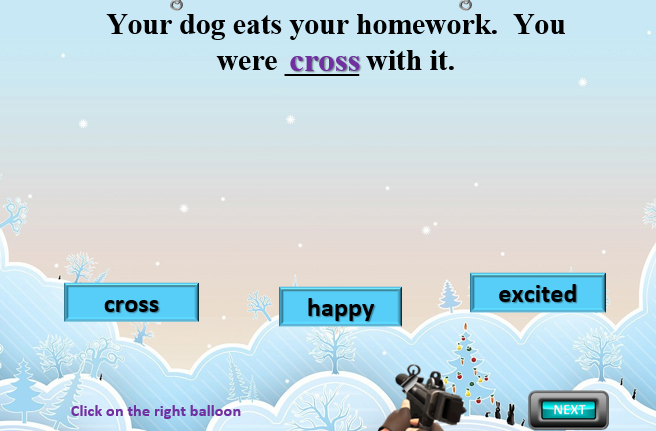 Your dog eats your homework. You
were cross with it.
cross
happy
excited
Click on the right balloon
NEXT